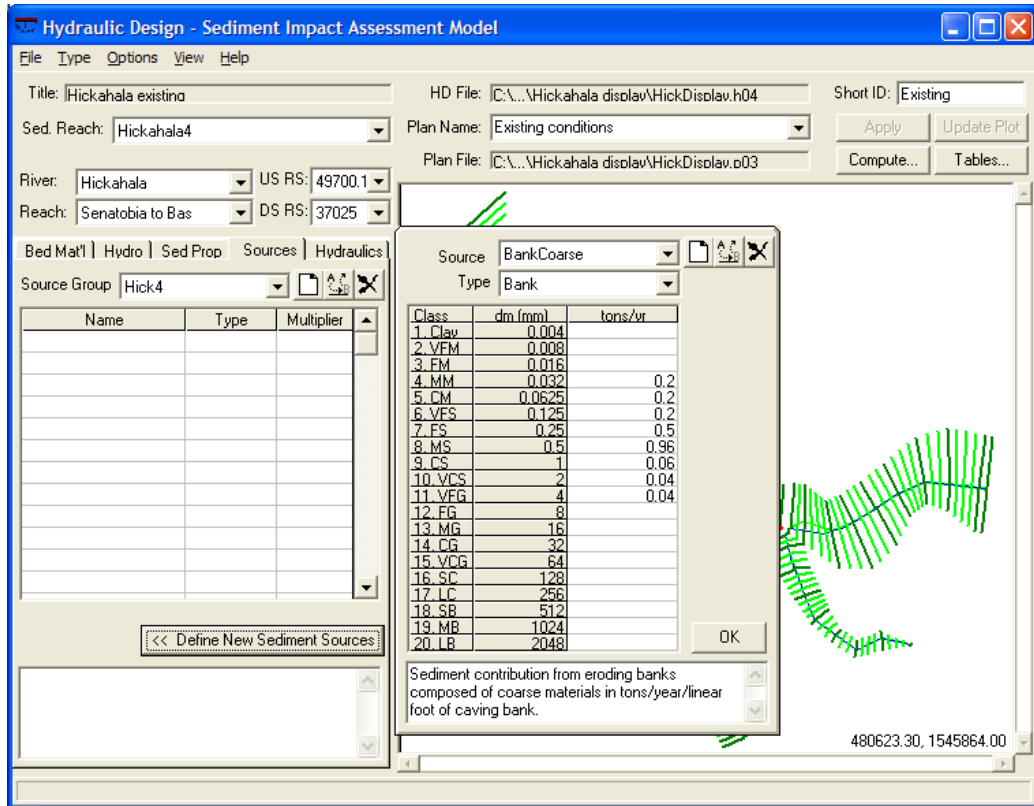 Hydraulic Design - Sediment Impact Assessment Model
File Type Options View Help
Title: Hickahala existing
HD File: C:\...\Hickahala display\HickDisplay.h04
Short ID: Existing
Sed. Reach: Hickahala4
Plan Name: Existing conditions
Apply Update Plot
Plan File: C:\...\Hickahala display\HickDisplay.p03
Compute... Tables...
River: Hickahala US RS: 49700.1
Reach: Senatobia to Bas DS RS: 37025
Bed Mat'l Hydro Sed Prop Sources Hydraulics
Source Group Hick4
Name Type Multiplier
<< Define New Sediment Sources
Source BankCoarse
Type Bank
Class dm (mm) tons/yr
1. Clay 0.004
2. VFM 0.008
3. FM 0.016
4. MM 0.032 0.2
5. CM 0.0625 0.2
6. VFS 0.125 0.2
7. FS 0.25 0.5
8. MS 0.5 0.96
9. CS 1 0.06
10. VCS 2 0.04
11. VFG 4 0.04
12. FG 8
13. MG 16
14. CG 32
15. VCG 64
16. SC 128
17. LC 256
18. SB 512
19. MB 1024
20. LB 2048
OK
Sediment contribution from eroding banks
composed of coarse materials in tons/year/linear
foot of caving bank.
480623.30, 1545864.00